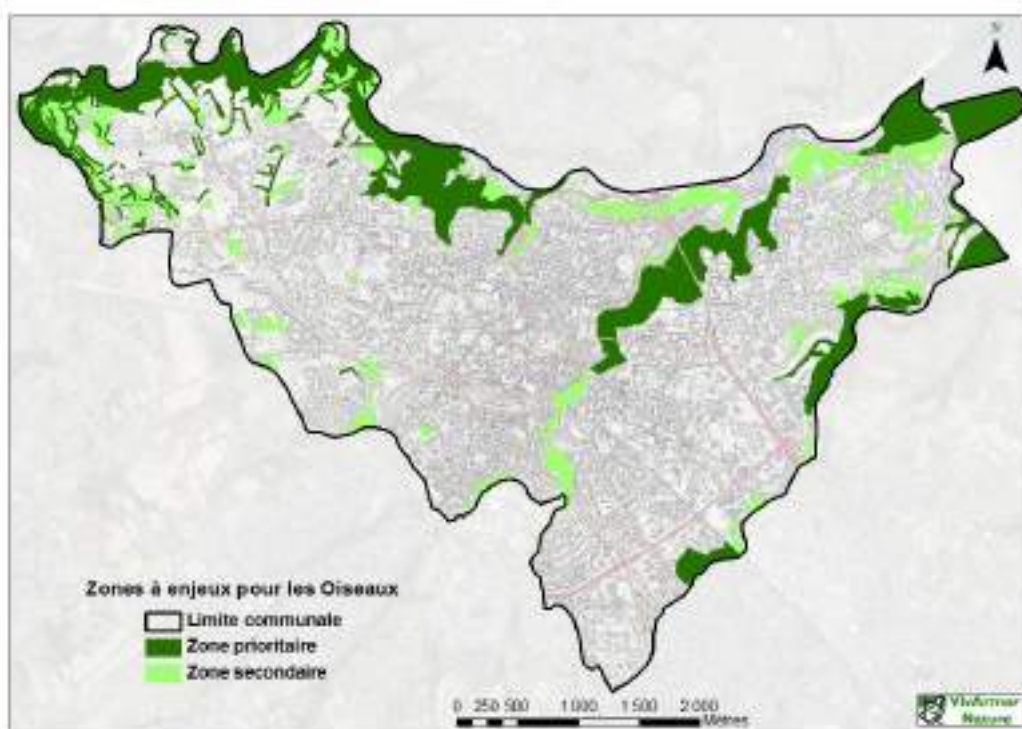 N
Zones à enjeux pour les Oiseaux
Limite communale
Zone prioritaire
Zone secondaire
0 250 500 1 000 1 500 2 000
Mètres
VivArmor
Nature